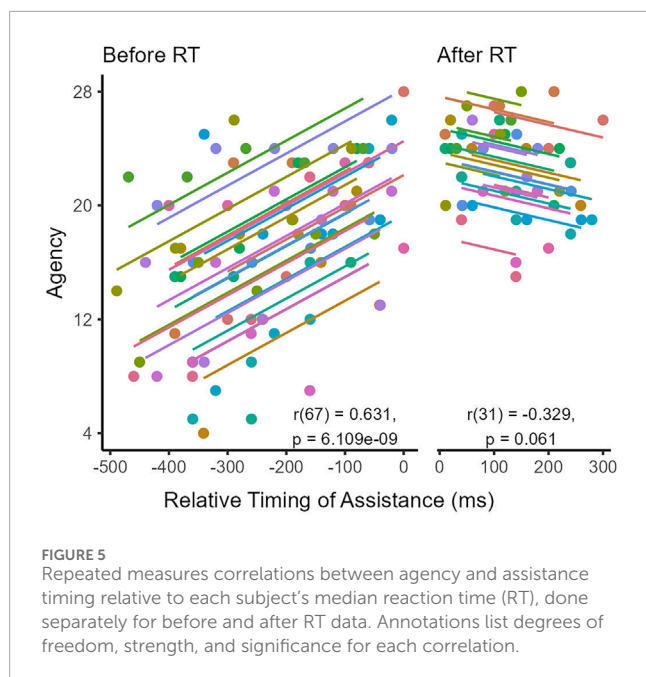 Before RT
After RT
28
20
12
4
Agency
r(67) = 0.631,
p = 6.109e-09
r(31) = -0.329,
p = 0.061
-500 -400 -300 -200 -100 0
0 100 200 300
Relative Timing of Assistance (ms)
FIGURE 5
Repeated measures correlations between agency and assistance
timing relative to each subject's median reaction time (RT), done
separately for before and after RT data. Annotations list degrees of
freedom, strength, and significance for each correlation.